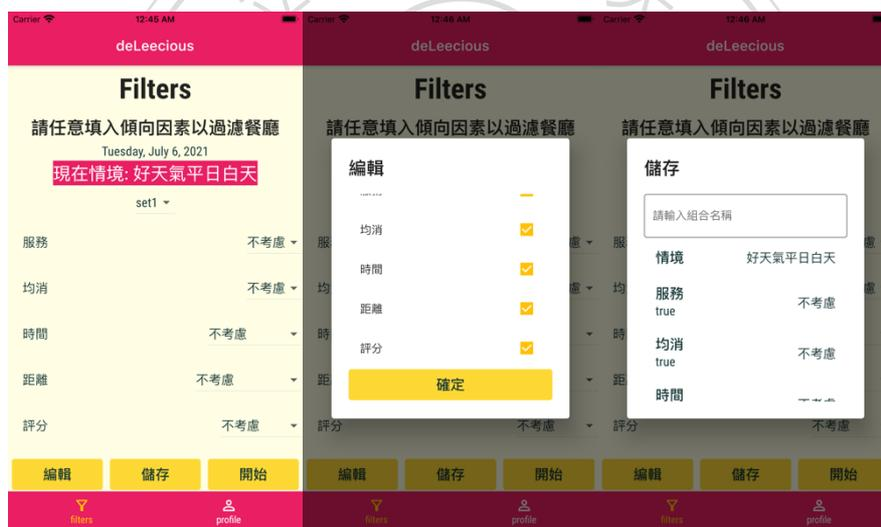 Carrier 12:45 AM
deLeecious
Filters
請任意填入傾向因素以過濾餐廳
Tuesday, July 6, 2021
現在情境: 好天氣平日白天
set1
服務 不考慮
均消 不考慮
時間 不考慮
距離 不考慮
評分 不考慮
編輯 儲存 開始
filters profile
Carrier 12:46 AM
deLeecious
Filters
請任意填入傾向因素以過濾餐廳
編輯
均消
時間
距離
評分
確定
服 慮
均 慮
時
距
評分 不考慮
編輯 儲存 開始
filters profile
Carrier 12:46 AM
deLeecious
Filters
請任意填入傾向因素以過濾餐廳
儲存
請輸入組合名稱
情境 好天氣平日白天
服務 不考慮
true
均消 不考慮
true
時間
服 慮
均 慮
時
距
評分 不考慮
編輯 儲存 開始
filters profile